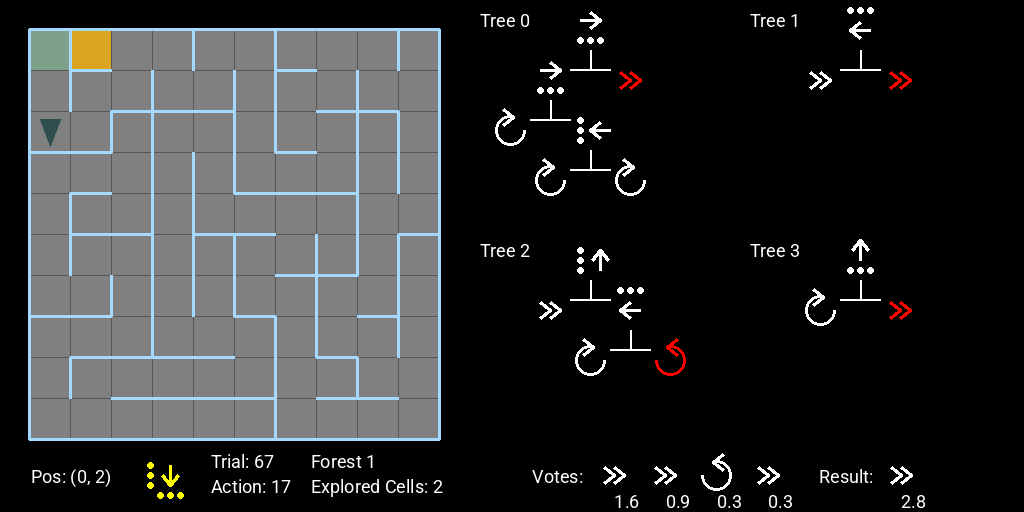 Tree 0
Tree 1
Tree 2
Tree 3
Pos: (0, 2)
Trial: 67
Forest 1
Action: 17
Explored Cells: 2
Votes:
1.6
0.9
0.3
0.3
Result:
2.8